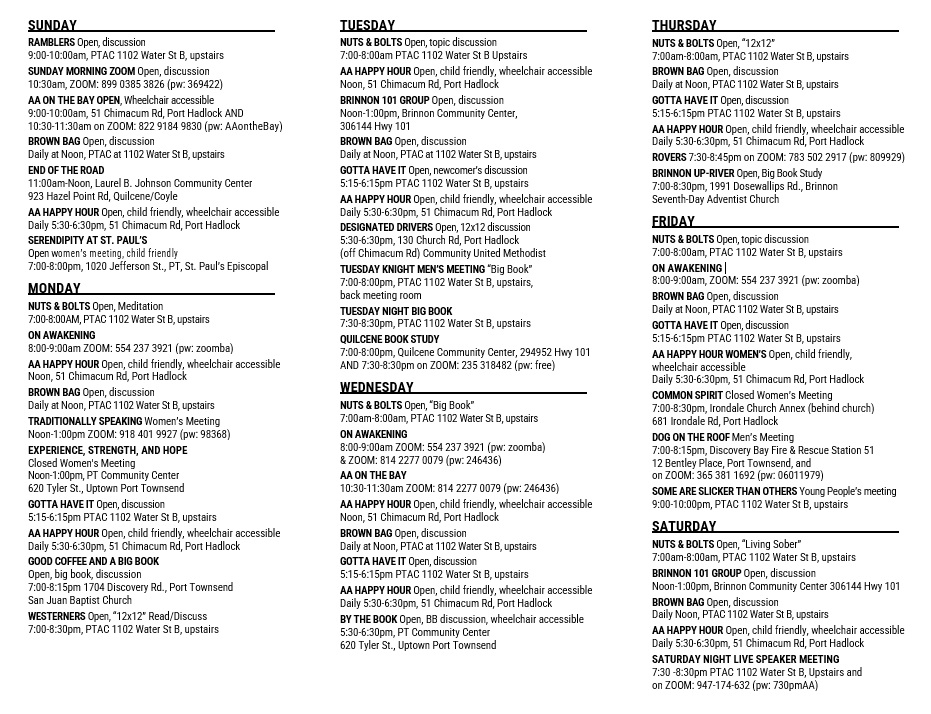 SUNDAY
RAMBLERS Open, discussion
9:00-10:00am, PTAC 1102 Water St B, upstairs
SUNDAY MORNING ZOOM Open, discussion
10:30am, ZOOM: 899 0385 3826 (pw: 369422)
AA ON THE BAY OPEN, Wheelchair accessible
9:00-10:00am, 51 Chimacum Rd, Port Hadlock AND
10:30-11:30am on ZOOM: 822 9184 9830 (pw: AAontheBay)
BROWN BAG Open, discussion
Daily at Noon, PTAC at 1102 Water St B, upstairs
END OF THE ROAD
11:00am-Noon, Laurel B. Johnson Community Center
923 Hazel Point Rd, Quilcene/Coyle
AA HAPPY HOUR Open, child friendly, wheelchair accessible
Daily 5:30-6:30pm, 51 Chimacum Rd, Port Hadlock
SERENDIPITY AT ST. PAUL'S
Open women's meeting, child friendly
7:00-8:00pm, 1020 Jefferson St., PT, St. Paul's Episcopal
MONDAY
NUTS & BOLTS Open, Meditation
7:00-8:00AM, PTAC 1102 Water St B, upstairs
ON AWAKENING
8:00-9:00am ZOOM: 554 237 3921 (pw: zoomba)
AA HAPPY HOUR Open, child friendly, wheelchair accessible
Noon, 51 Chimacum Rd, Port Hadlock
BROWN BAG Open, discussion
Daily at Noon, PTAC 1102 Water St B, upstairs
TRADITIONALLY SPEAKING Women's Meeting
Noon-1:00pm ZOOM: 918 401 9927 (pw: 98368)
EXPERIENCE, STRENGTH, AND HOPE
Closed Women's Meeting
Noon-1:00pm, PT Community Center
620 Tyler St., Uptown Port Townsend
GOTTA HAVE IT Open, discussion
5:15-6:15pm PTAC 1102 Water St B, upstairs
AA HAPPY HOUR Open, child friendly, wheelchair accessible
Daily 5:30-6:30pm, 51 Chimacum Rd, Port Hadlock
GOOD COFFEE AND A BIG BOOK
Open, big book, discussion
7:00-8:15pm 1704 Discovery Rd., Port Townsend
San Juan Baptist Church
WESTERNERS Open, “12x12” Read/Discuss
7:00-8:30pm, PTAC 1102 Water St B, upstairs
TUESDAY
NUTS & BOLTS Open, topic discussion
7:00-8:00am PTAC 1102 Water St B Upstairs
AA HAPPY HOUR Open, child friendly, wheelchair accessible
Noon, 51 Chimacum Rd, Port Hadlock
BRINNON 101 GROUP Open, discussion
Noon-1:00pm, Brinnon Community Center,
306144 Hwy 101
BROWN BAG Open, discussion
Daily at Noon, PTAC at 1102 Water St B, upstairs
GOTTA HAVE IT Open, newcomer's discussion
5:15-6:15pm PTAC 1102 Water St B, upstairs
AA HAPPY HOUR Open, child friendly, wheelchair accessible
Daily 5:30-6:30pm, 51 Chimacum Rd, Port Hadlock
DESIGNATED DRIVERS Open, 12x12 discussion
5:30-6:30pm, 130 Church Rd, Port Hadlock
(off Chimacum Rd) Community United Methodist
TUESDAY KNIGHT MEN'S MEETING “Big Book”
7:00-8:00pm, PTAC 1102 Water St B, upstairs,
back meeting room
TUESDAY NIGHT BIG BOOK
7:30-8:30pm, PTAC 1102 Water St B, upstairs
QUILCENE BOOK STUDY
7:00-8:00pm, Quilcene Community Center, 294952 Hwy 101
AND 7:30-8:30pm on ZOOM: 235 318482 (pw: free)
WEDNESDAY
NUTS & BOLTS Open, “Big Book”
7:00am-8:00am, PTAC 1102 Water St B, upstairs
ON AWAKENING
8:00-9:00am ZOOM: 554 237 3921 (pw: zoomba)
& ZOOM: 814 2277 0079 (pw: 246436)
AA ON THE BAY
10:30-11:30am ZOOM: 814 2277 0079 (pw: 246436)
AA HAPPY HOUR Open, child friendly, wheelchair accessible
Noon, 51 Chimacum Rd, Port Hadlock
BROWN BAG Open, discussion
Daily at Noon, PTAC at 1102 Water St B, upstairs
GOTTA HAVE IT Open, discussion
5:15-6:15pm PTAC 1102 Water St B, upstairs
AA HAPPY HOUR Open, child friendly, wheelchair accessible
Daily 5:30-6:30pm, 51 Chimacum Rd, Port Hadlock
BY THE BOOK Open, BB discussion, wheelchair accessible
5:30-6:30pm, PT Community Center
620 Tyler St., Uptown Port Townsend
THURSDAY
NUTS & BOLTS Open, “12x12”
7:00am-8:00am, PTAC 1102 Water St B, upstairs
BROWN BAG Open, discussion
Daily at Noon, PTAC 1102 Water St B, upstairs
GOTTA HAVE IT Open, discussion
5:15-6:15pm PTAC 1102 Water St B, upstairs
AA HAPPY HOUR Open, child friendly, wheelchair accessible
Daily 5:30-6:30pm, 51 Chimacum Rd, Port Hadlock
ROVERS 7:30-8:45pm on ZOOM: 783 502 2917 (pw: 809929)
BRINNON UP-RIVER Open, Big Book Study
7:00-8:30pm, 1991 Dosewallips Rd., Brinnon
Seventh-Day Adventist Church
FRIDAY
NUTS & BOLTS Open, topic discussion
7:00-8:00am, PTAC 1102 Water St B, upstairs
ON AWAKENING |
8:00-9:00am, ZOOM: 554 237 3921 (pw: zoomba)
BROWN BAG Open, discussion
Daily at Noon, PTAC 1102 Water St B, upstairs
GOTTA HAVE IT Open, discussion
5:15-6:15pm PTAC 1102 Water St B, upstairs
AA HAPPY HOUR WOMEN'S Open, child friendly,
wheelchair accessible
Daily 5:30-6:30pm, 51 Chimacum Rd, Port Hadlock
COMMON SPIRIT Closed Women's Meeting
7:00-8:30pm, Irondale Church Annex (behind church)
681 Irondale Rd, Port Hadlock
DOG ON THE ROOF Men's Meeting
7:00-8:15pm, Discovery Bay Fire & Rescue Station 51
12 Bentley Place, Port Townsend, and
on ZOOM: 365 381 1692 (pw: 06011979)
SOME ARE SLICKER THAN OTHERS Young People's meeting
9:00-10:00pm, PTAC 1102 Water St B, upstairs
SATURDAY
NUTS & BOLTS Open, “Living Sober”
7:00am-8:00am, PTAC 1102 Water St B, upstairs
BRINNON 101 GROUP Open, discussion
Noon-1:00pm, Brinnon Community Center 306144 Hwy 101
BROWN BAG Open, discussion
Daily Noon, PTAC 1102 Water St B, upstairs
AA HAPPY HOUR Open, child friendly, wheelchair accessible
Daily 5:30-6:30pm, 51 Chimacum Rd, Port Hadlock
SATURDAY NIGHT LIVE SPEAKER MEETING
7:30 -8:30pm PTAC 1102 Water St B, Upstairs and
on ZOOM: 947-174-632 (pw: 730pmAA)